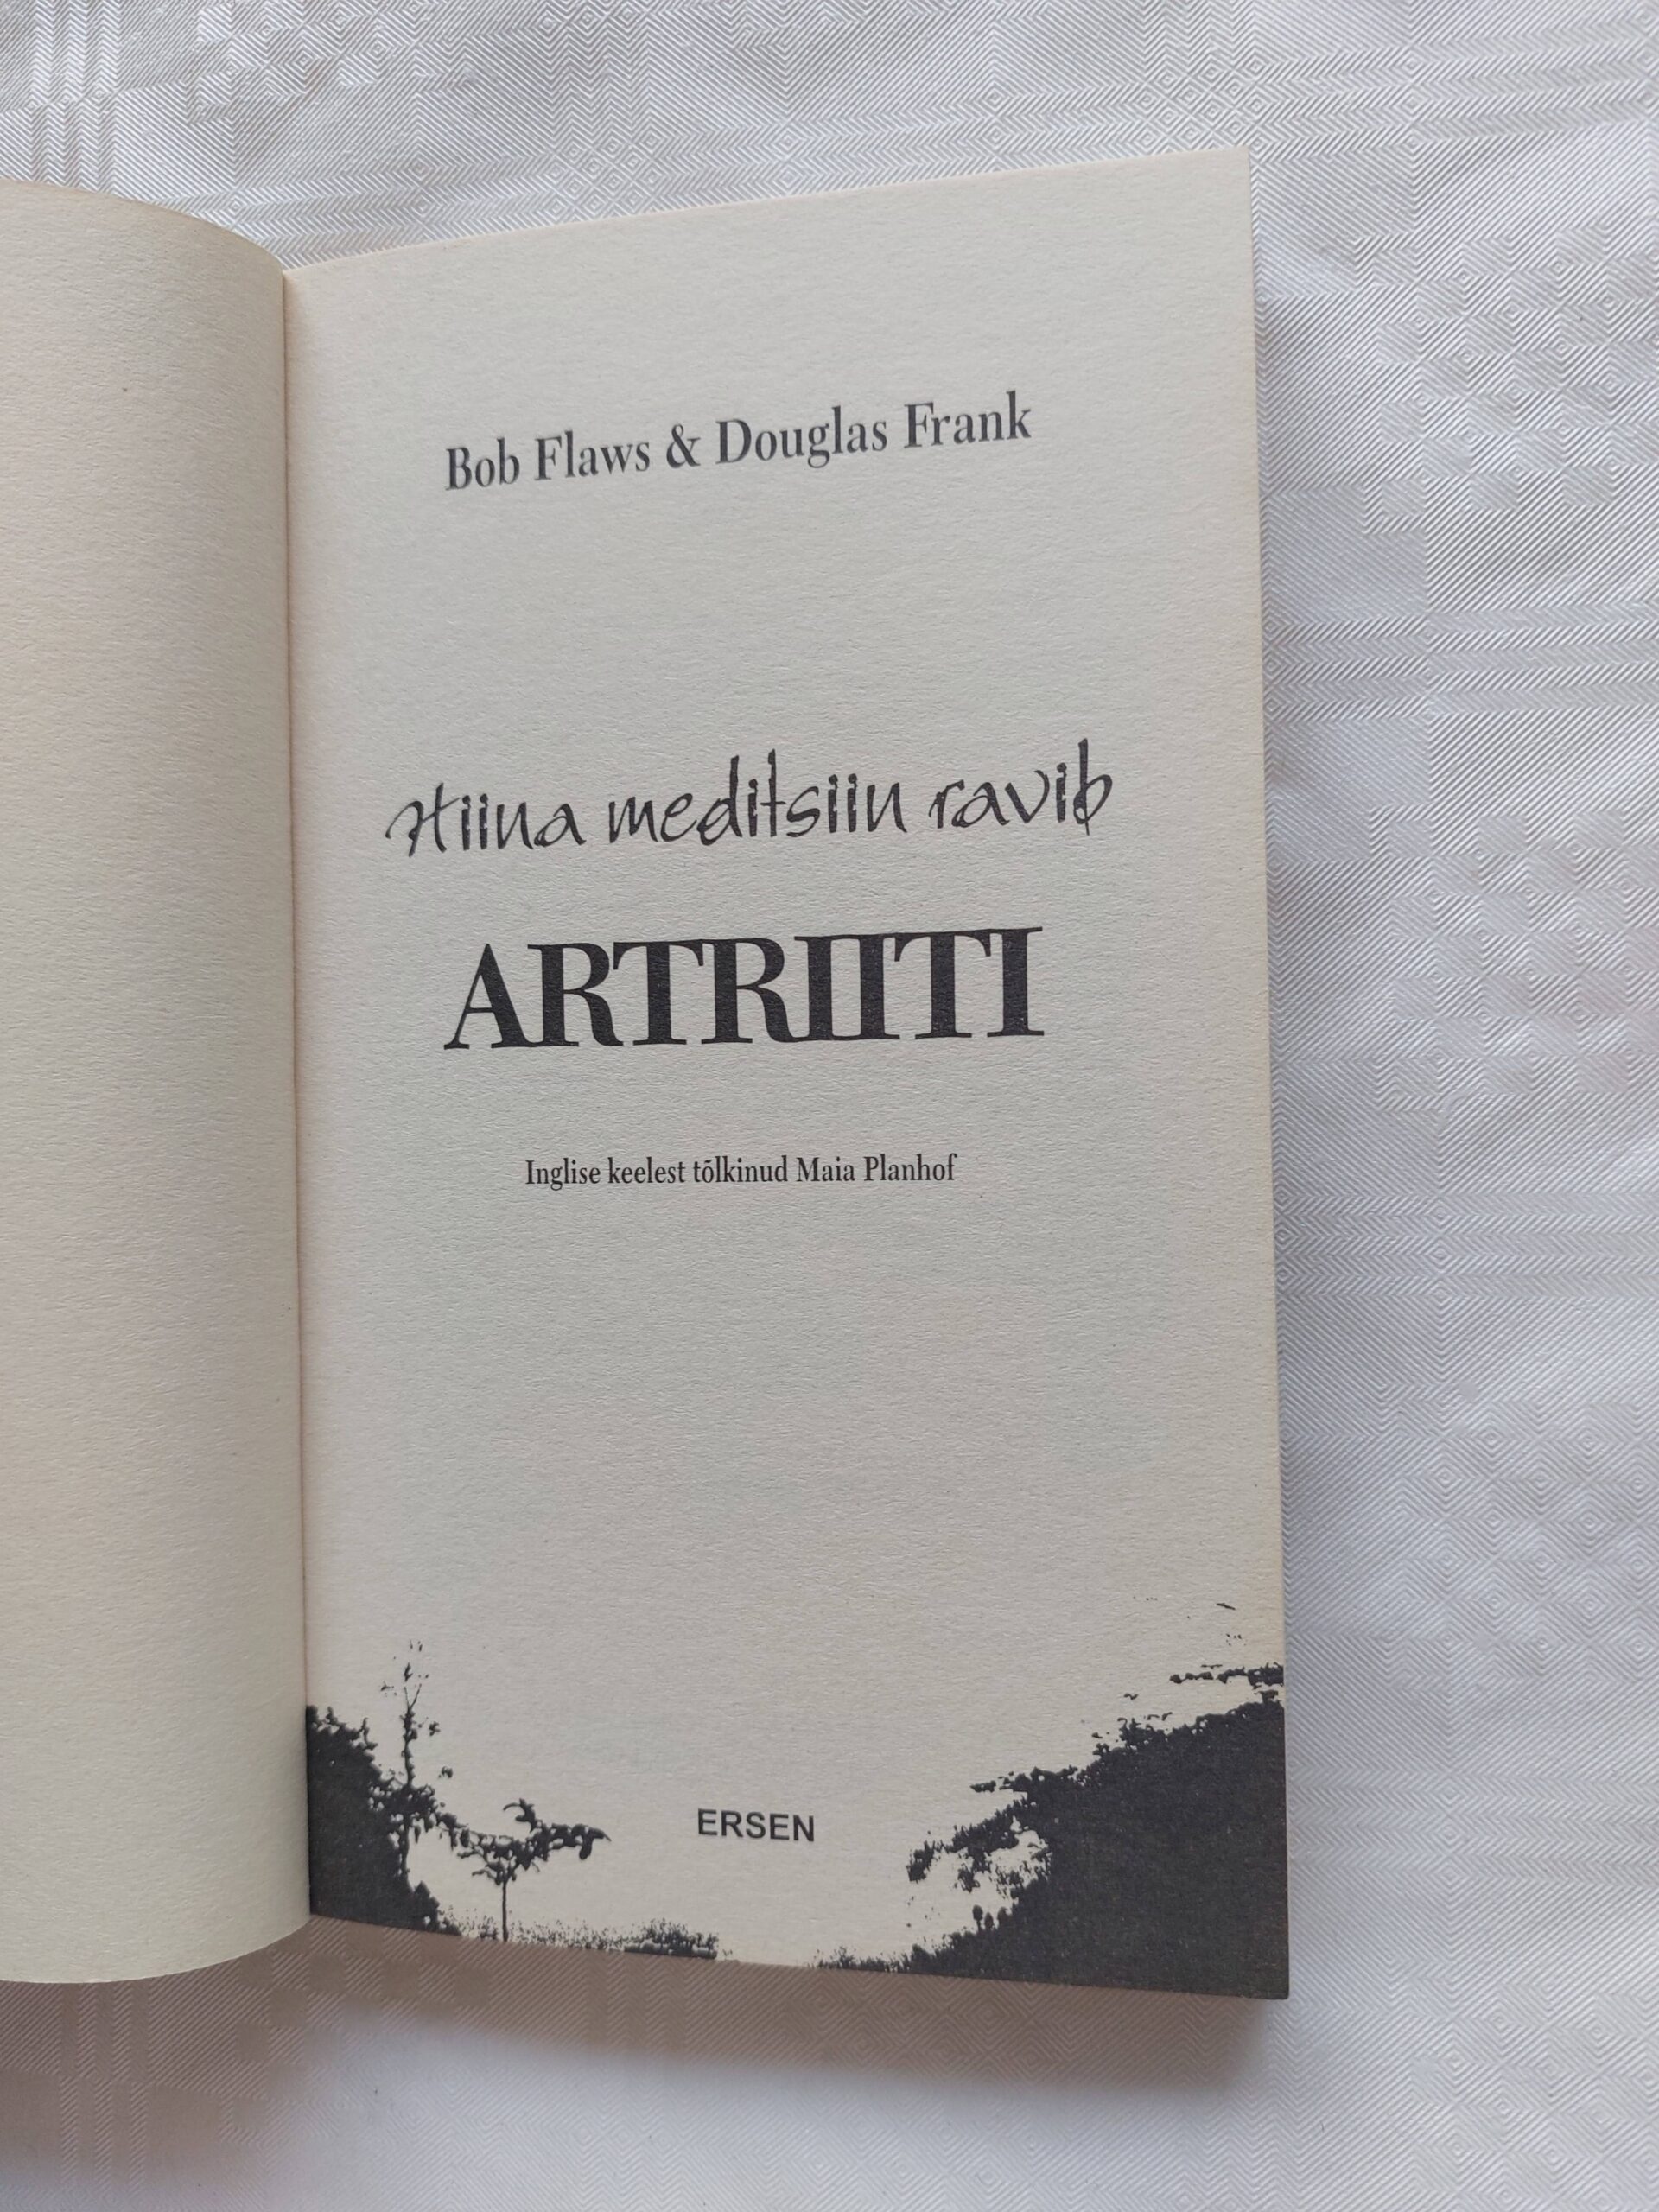 Bob Flaws & Douglas Frank
Hiina meditsiin ravib
ARTRIITI
Inglise keelest tõlkinud Maia Planhof
ERSEN